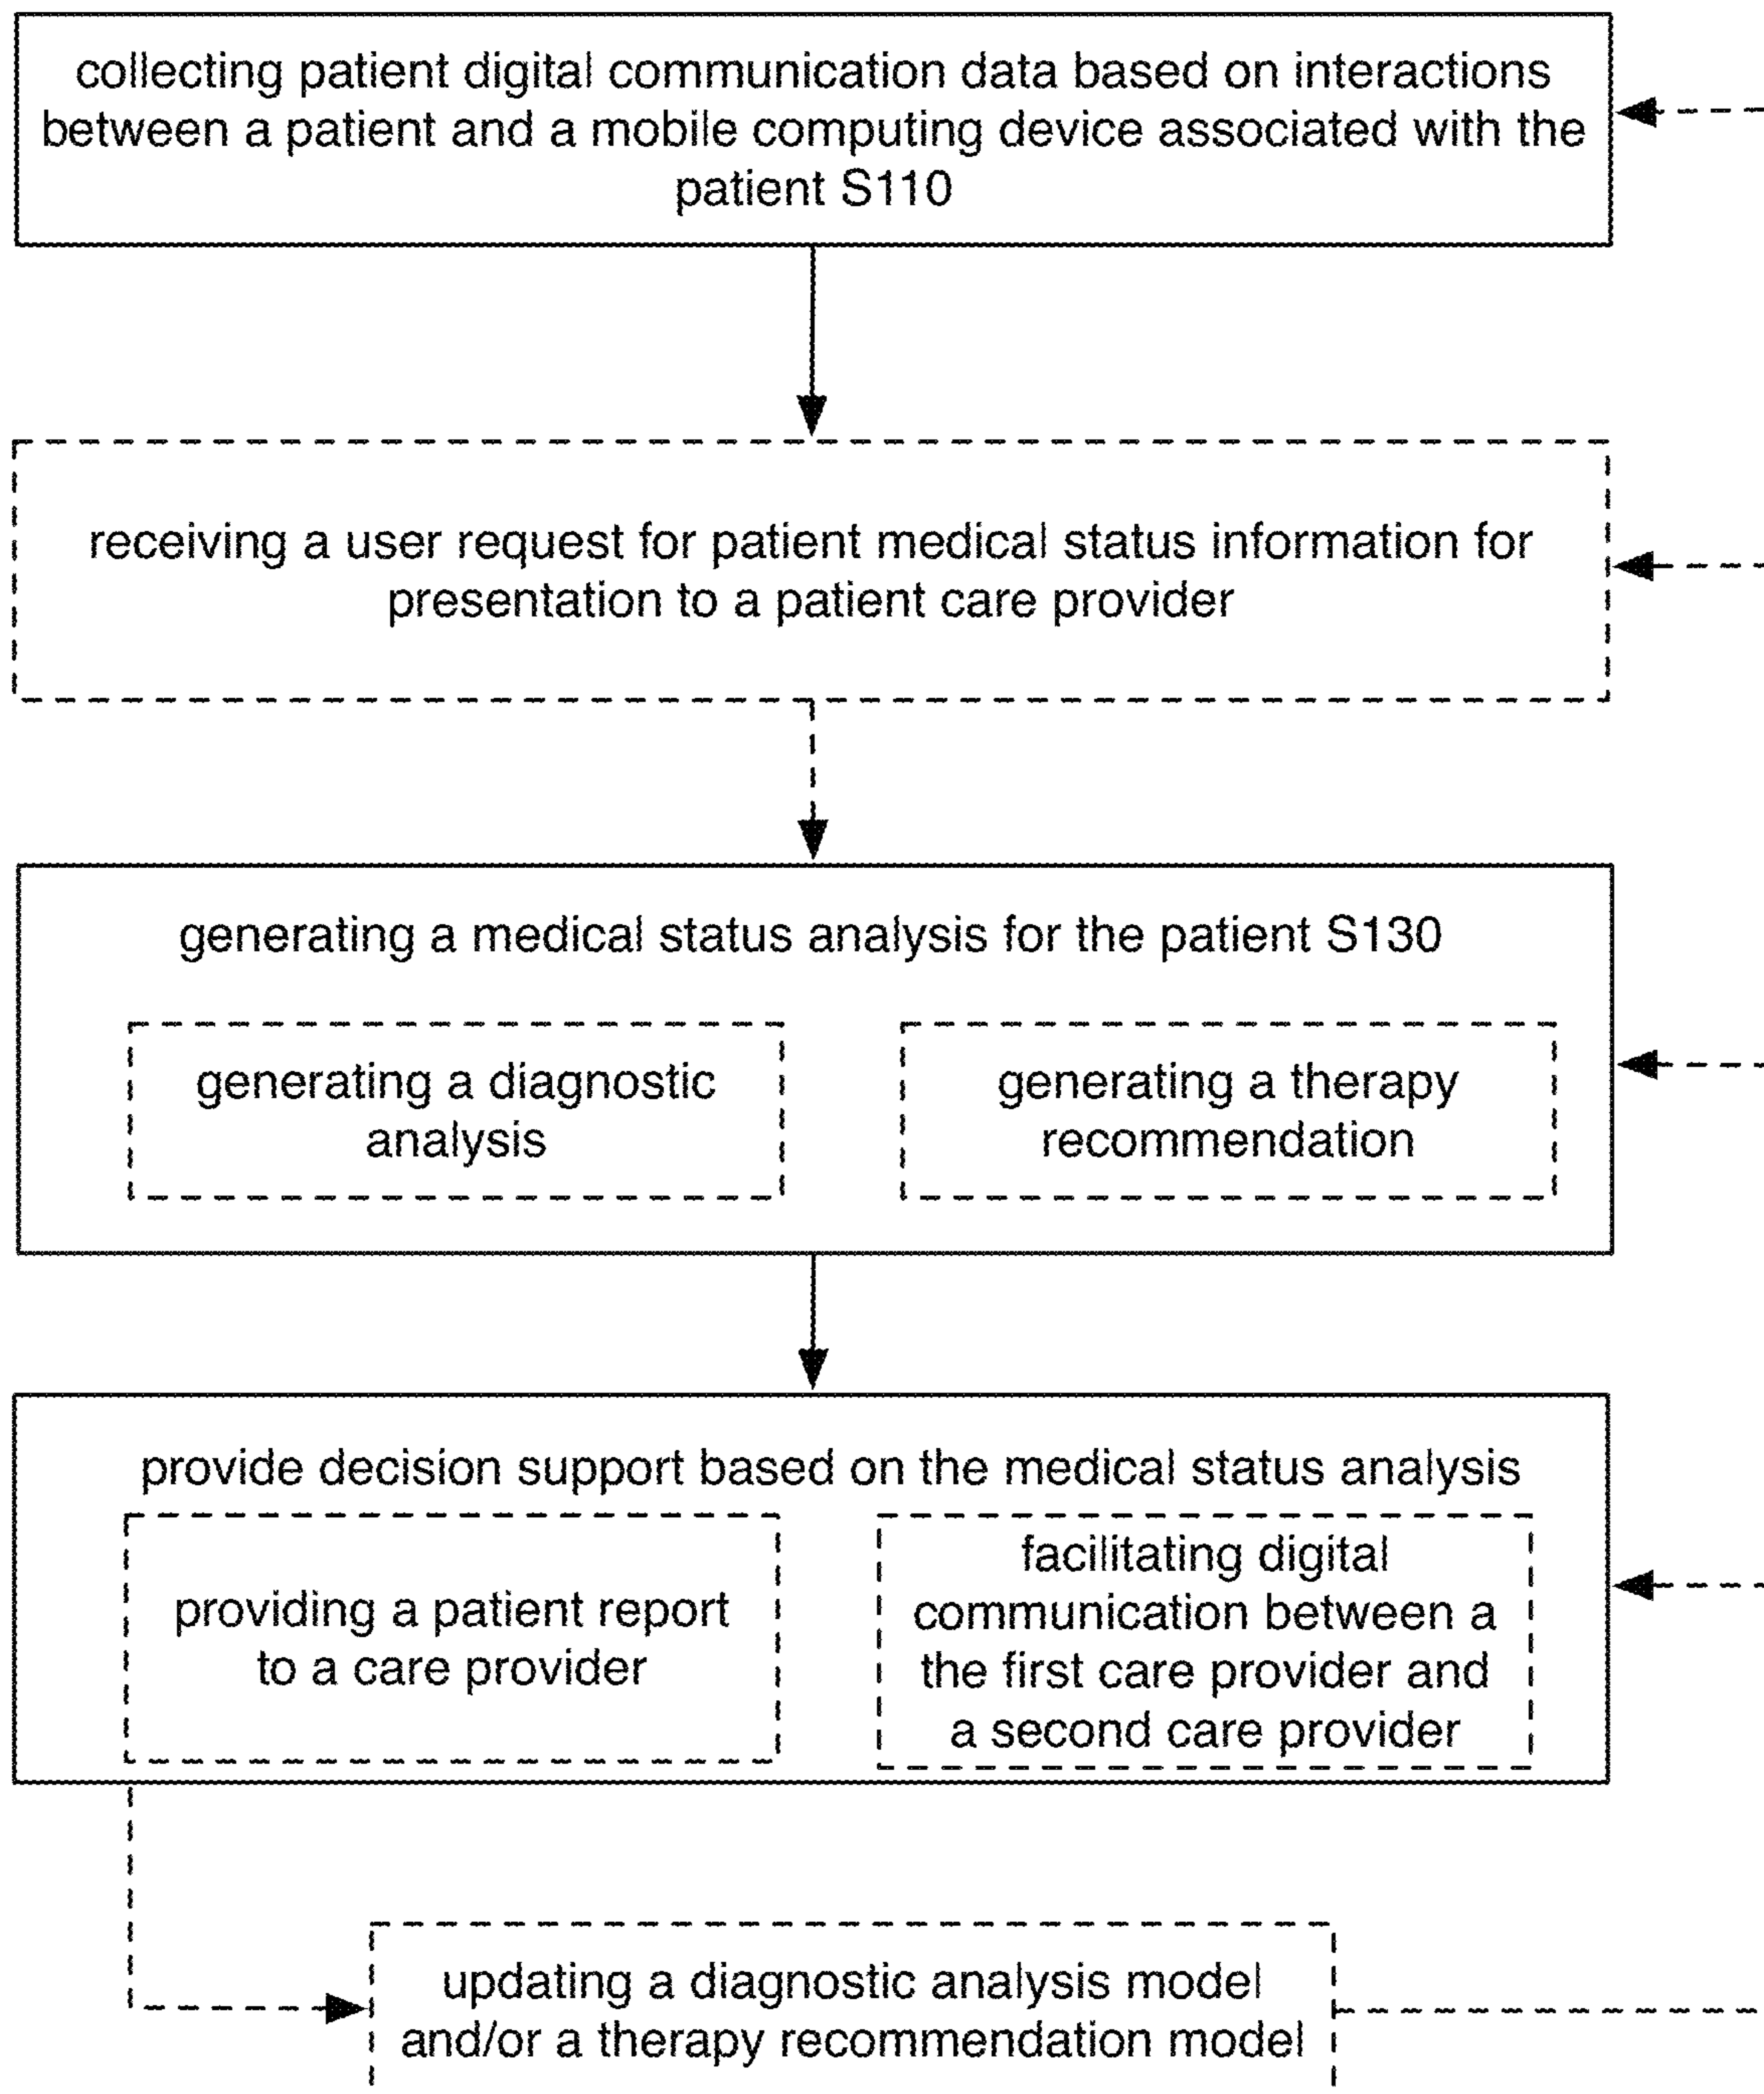 collecting patient digital communication data based on interactions
between a patient and a mobile computing device associated with the
patient S110
receiving a user request for patient medical status information for
presentation to a patient care provider
generating a medical status analysis for the patient S130
generating a diagnostic
analysis
generating a therapy
recommendation
provide decision support based on the medical status analysis
providing a patient report
to a care provider
facilitating digital
communication between a
the first care provider and
a second care provider
updating a diagnostic analysis model
and/or a therapy recommendation model